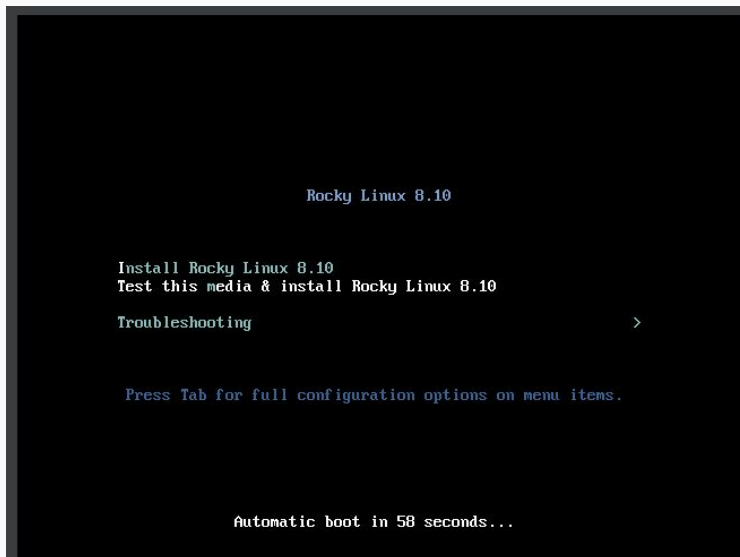 Rocky Linux 8.10
Install Rocky Linux 8.10
Test this media & install Rocky Linux 8.10
Troubleshooting >
Press Tab for full configuration options on menu items.
Automatic boot in 58 seconds...